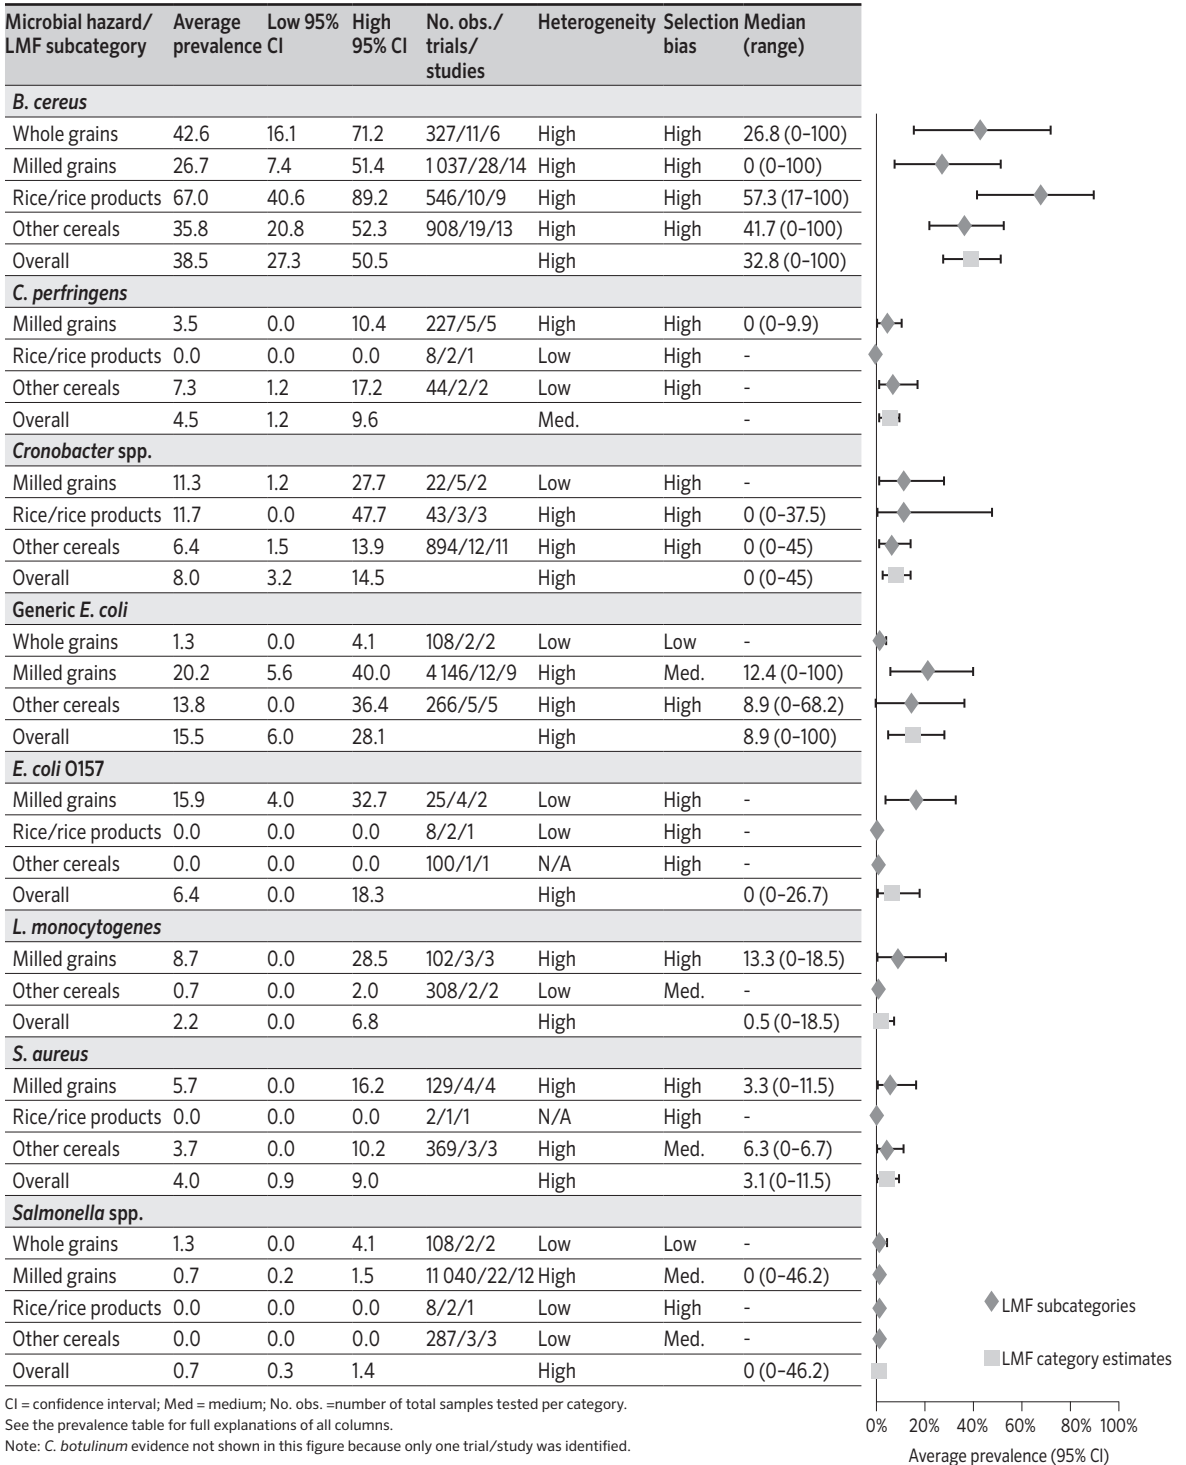 Microbial hazard/ LMF subcategory Average prevalence Low 95% CI High 95% CI No. obs./ trials/ studies Heterogeneity Selection bias Median (range)
B. cereus
Whole grains 42.6 16.1 71.2 327/11/6 High High 26.8 (0–100)
Milled grains 26.7 7.4 51.4 1 037/28/14 High High 0 (0–100)
Rice/rice products 67.0 40.6 89.2 546/10/9 High High 57.3 (17–100)
Other cereals 35.8 20.8 52.3 908/19/13 High High 41.7 (0–100)
Overall 38.5 27.3 50.5 High 32.8 (0–100)
C. perfringens
Milled grains 3.5 0.0 10.4 227/5/5 High High 0 (0–9.9)
Rice/rice products 0.0 0.0 0.0 8/2/1 Low High -
Other cereals 7.3 1.2 17.2 44/2/2 Low High -
Overall 4.5 1.2 9.6 Med. -
Cronobacter spp.
Milled grains 11.3 1.2 27.7 22/5/2 Low High -
Rice/rice products 11.7 0.0 47.7 43/3/3 High High 0 (0–37.5)
Other cereals 6.4 1.5 13.9 894/12/11 High High 0 (0–45)
Overall 8.0 3.2 14.5 High 0 (0–45)
Generic E. coli
Whole grains 1.3 0.0 4.1 108/2/2 Low Low -
Milled grains 20.2 5.6 40.0 4 146/12/9 High Med. 12.4 (0–100)
Other cereals 13.8 0.0 36.4 266/5/5 High High 8.9 (0–68.2)
Overall 15.5 6.0 28.1 High 8.9 (0–100)
E. coli O157
Milled grains 15.9 4.0 32.7 25/4/2 Low High -
Rice/rice products 0.0 0.0 0.0 8/2/1 Low High -
Other cereals 0.0 0.0 0.0 100/1/1 N/A High -
Overall 6.4 0.0 18.3 High 0 (0–26.7)
L. monocytogenes
Milled grains 8.7 0.0 28.5 102/3/3 High High 13.3 (0–18.5)
Other cereals 0.7 0.0 2.0 308/2/2 Low Med. -
Overall 2.2 0.0 6.8 High 0.5 (0–18.5)
S. aureus
Milled grains 5.7 0.0 16.2 129/4/4 High High 3.3 (0–11.5)
Rice/rice products 0.0 0.0 0.0 2/1/1 N/A High -
Other cereals 3.7 0.0 10.2 369/3/3 High Med. 6.3 (0–6.7)
Overall 4.0 0.9 9.0 High 3.1 (0–11.5)
Salmonella spp.
Whole grains 1.3 0.0 4.1 108/2/2 Low Low -
Milled grains 0.7 0.2 1.5 11 040/22/12 High Med. 0 (0–46.2)
Rice/rice products 0.0 0.0 0.0 8/2/1 Low High -
Other cereals 0.0 0.0 0.0 287/3/3 Low Med. -
Overall 0.7 0.3 1.4 High 0 (0–46.2)
LMF subcategories
LMF category estimates
0% 20% 40% 60% 80% 100%
Average prevalence (95% CI)
CI = confidence interval; Med = medium; No. obs. =number of total samples tested per category.
See the prevalence table for full explanations of all columns.
Note: C. botulinum evidence not shown in this figure because only one trial/study was identified.